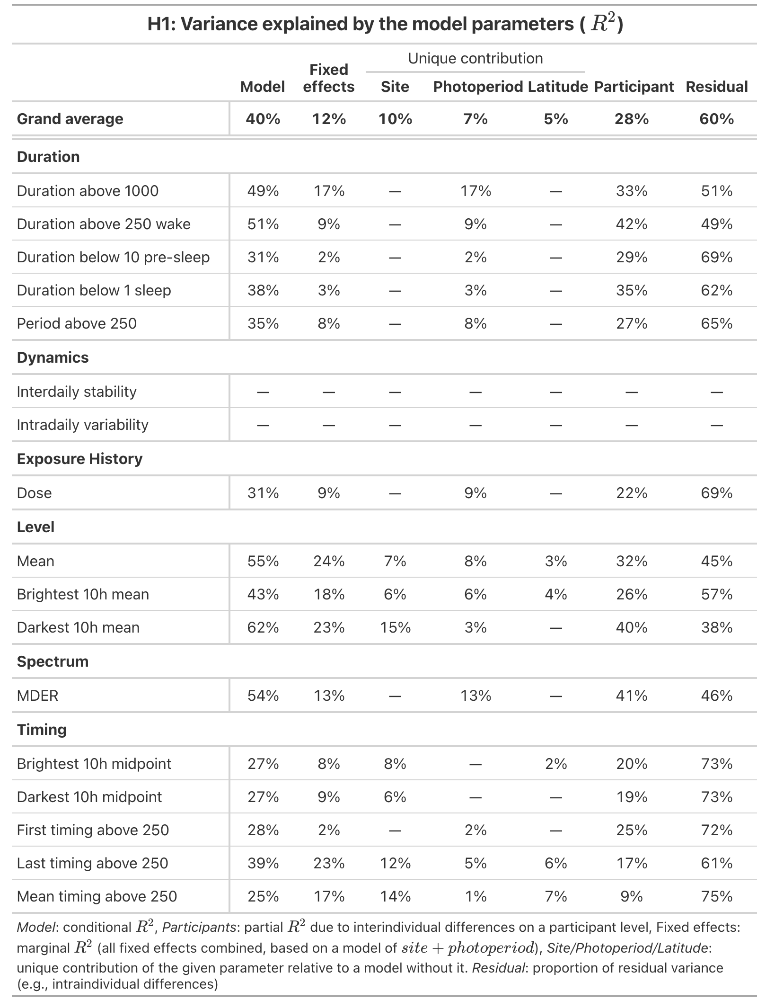 H1: Variance explained by the model parameters ( R²)
Unique contribution
Model Fixed effects Site Photoperiod Latitude Participant Residual
Grand average 40% 12% 10% 7% 5% 28% 60%
Duration
Duration above 1000 49% 17% — 17% — 33% 51%
Duration above 250 wake 51% 9% — 9% — 42% 49%
Duration below 10 pre-sleep 31% 2% — 2% — 29% 69%
Duration below 1 sleep 38% 3% — 3% — 35% 62%
Period above 250 35% 8% — 8% — 27% 65%
Dynamics
Interdaily stability — — — — — — —
Intradaily variability — — — — — — —
Exposure History
Dose 31% 9% — 9% — 22% 69%
Level
Mean 55% 24% 7% 8% 3% 32% 45%
Brightest 10h mean 43% 18% 6% 6% 4% 26% 57%
Darkest 10h mean 62% 23% 15% 3% — 40% 38%
Spectrum
MDER 54% 13% — 13% — 41% 46%
Timing
Brightest 10h midpoint 27% 8% 8% — 2% 20% 73%
Darkest 10h midpoint 27% 9% 6% — — 19% 73%
First timing above 250 28% 2% — 2% — 25% 72%
Last timing above 250 39% 23% 12% 5% 6% 17% 61%
Mean timing above 250 25% 17% 14% 1% 7% 9% 75%
Model: conditional R², Participants: partial R² due to interindividual differences on a participant level, Fixed effects:
marginal R² (all fixed effects combined, based on a model of site + photoperiod), Site/Photoperiod/Latitude:
unique contribution of the given parameter relative to a model without it. Residual: proportion of residual variance
(e.g., intraindividual differences)